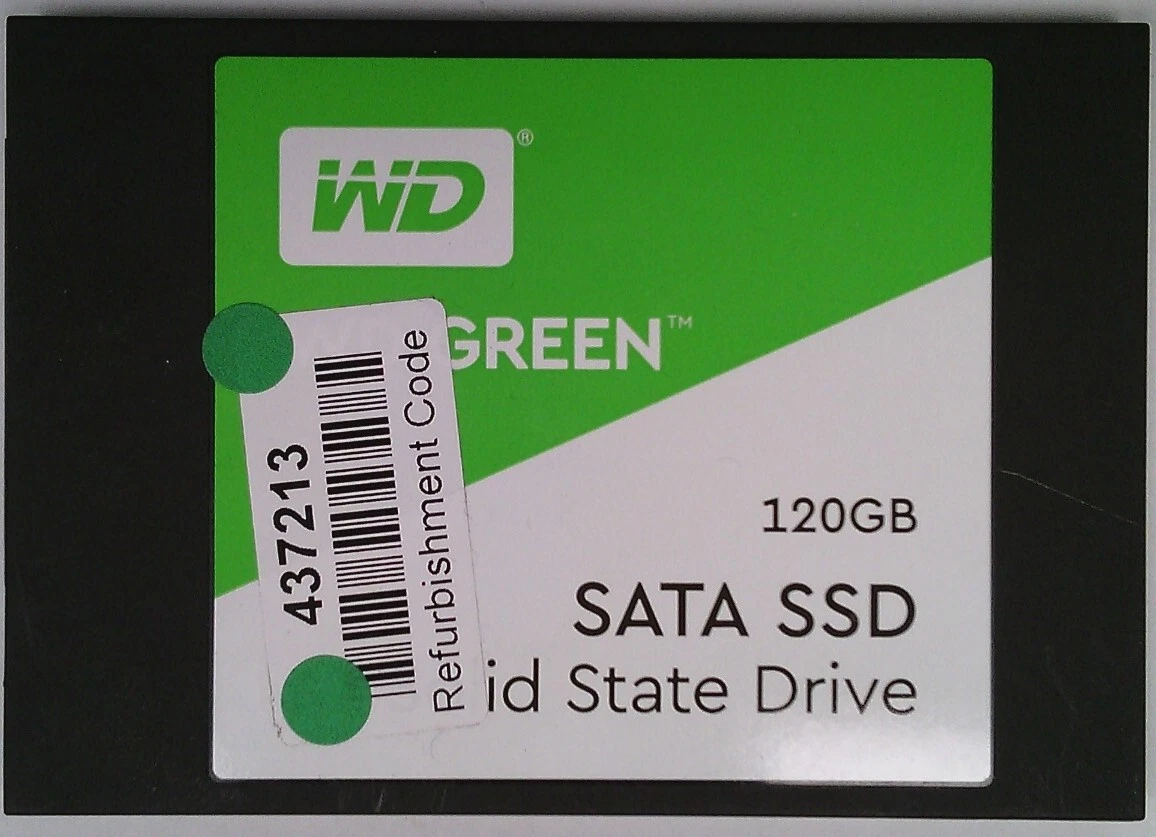 WD®
GREEN™
437213
Refurbishment Code
120GB
SATA SSD
id State Drive